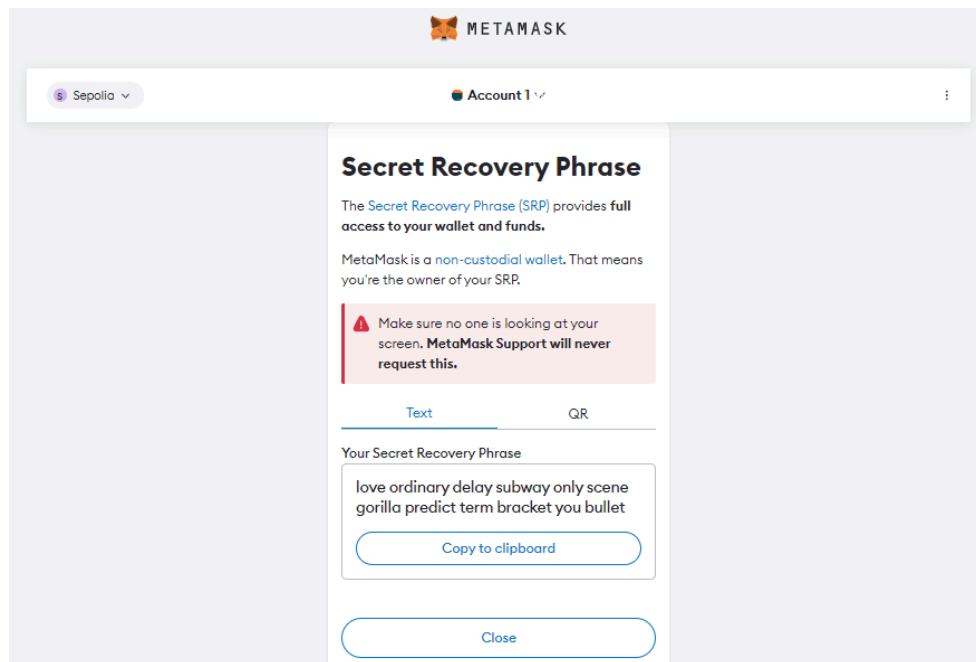 METAMASK
S Sepolia
Account 1
Secret Recovery Phrase
The Secret Recovery Phrase (SRP) provides full
access to your wallet and funds.
MetaMask is a non-custodial wallet. That means
you're the owner of your SRP.
Make sure no one is looking at your
screen. MetaMask Support will never
request this.
Text QR
Your Secret Recovery Phrase
love ordinary delay subway only scene
gorilla predict term bracket you bullet
Copy to clipboard
Close